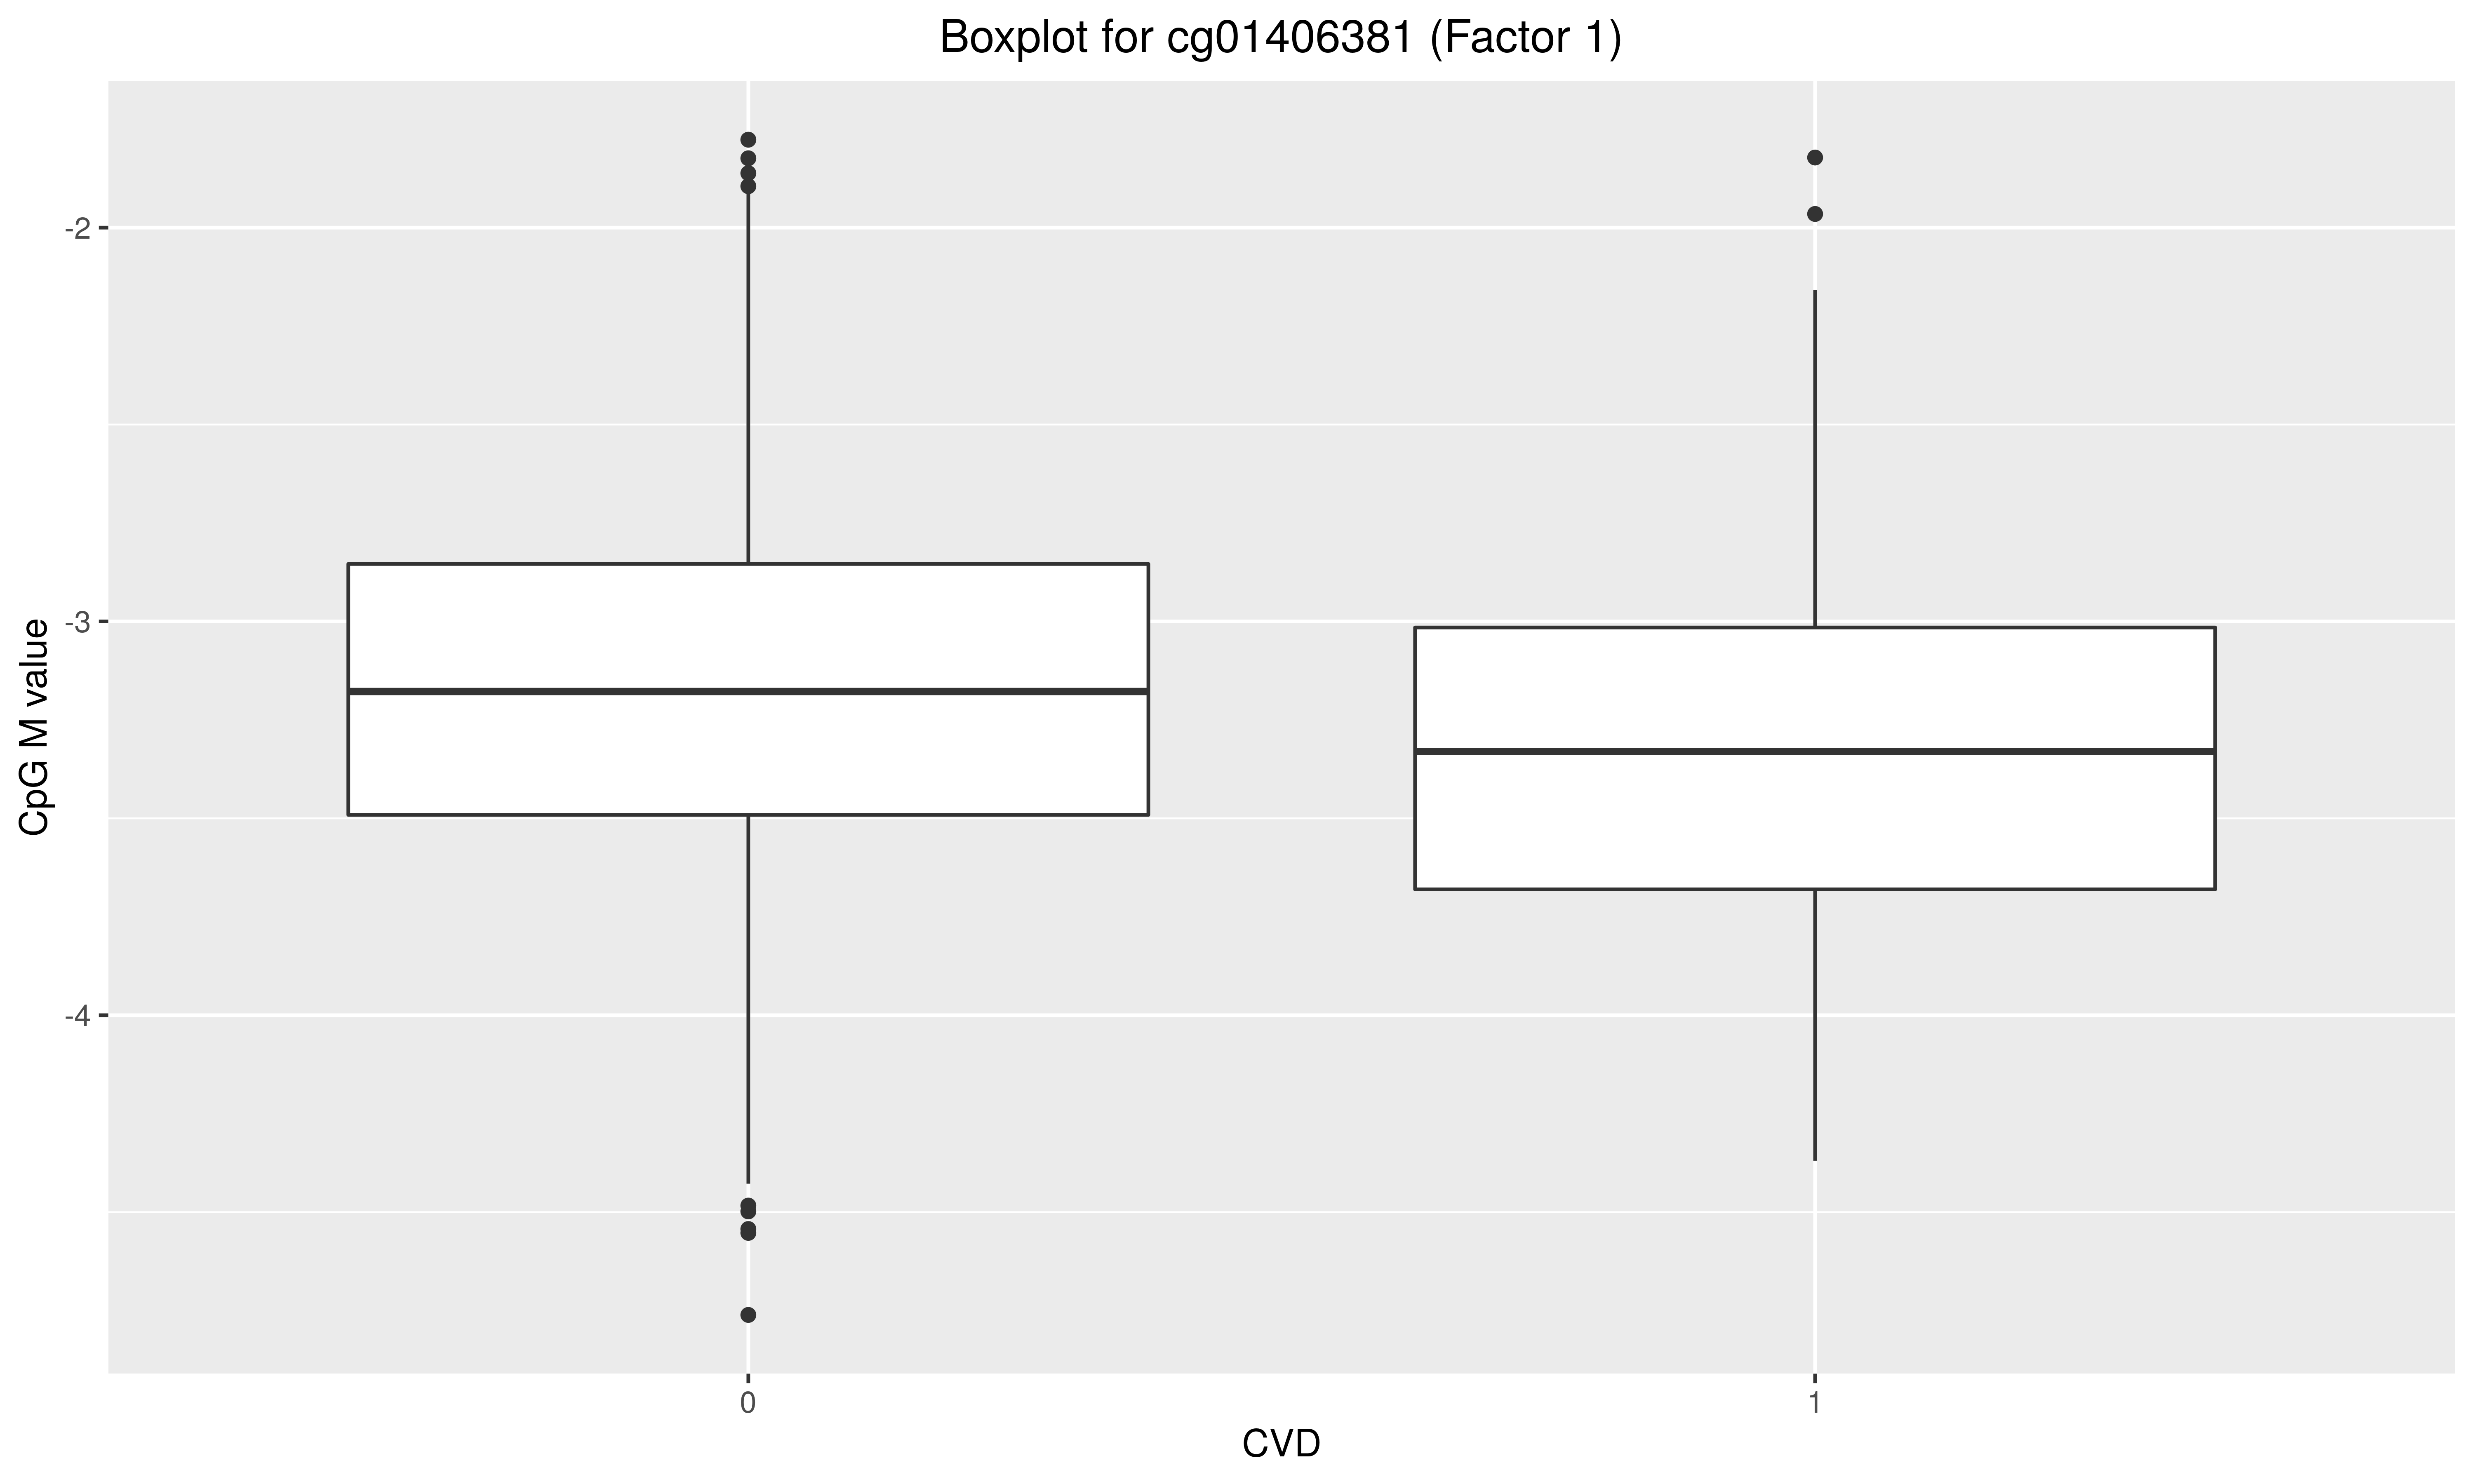 Boxplot for cg01406381 (Factor 1)
CpG M value
-2
-3
-4
0
1
CVD